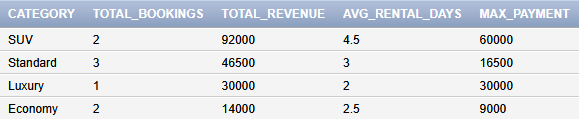 CATEGORY TOTAL_BOOKINGS TOTAL_REVENUE AVG_RENTAL_DAYS MAX_PAYMENT
SUV 2 92000 4.5 60000
Standard 3 46500 3 16500
Luxury 1 30000 2 30000
Economy 2 14000 2.5 9000